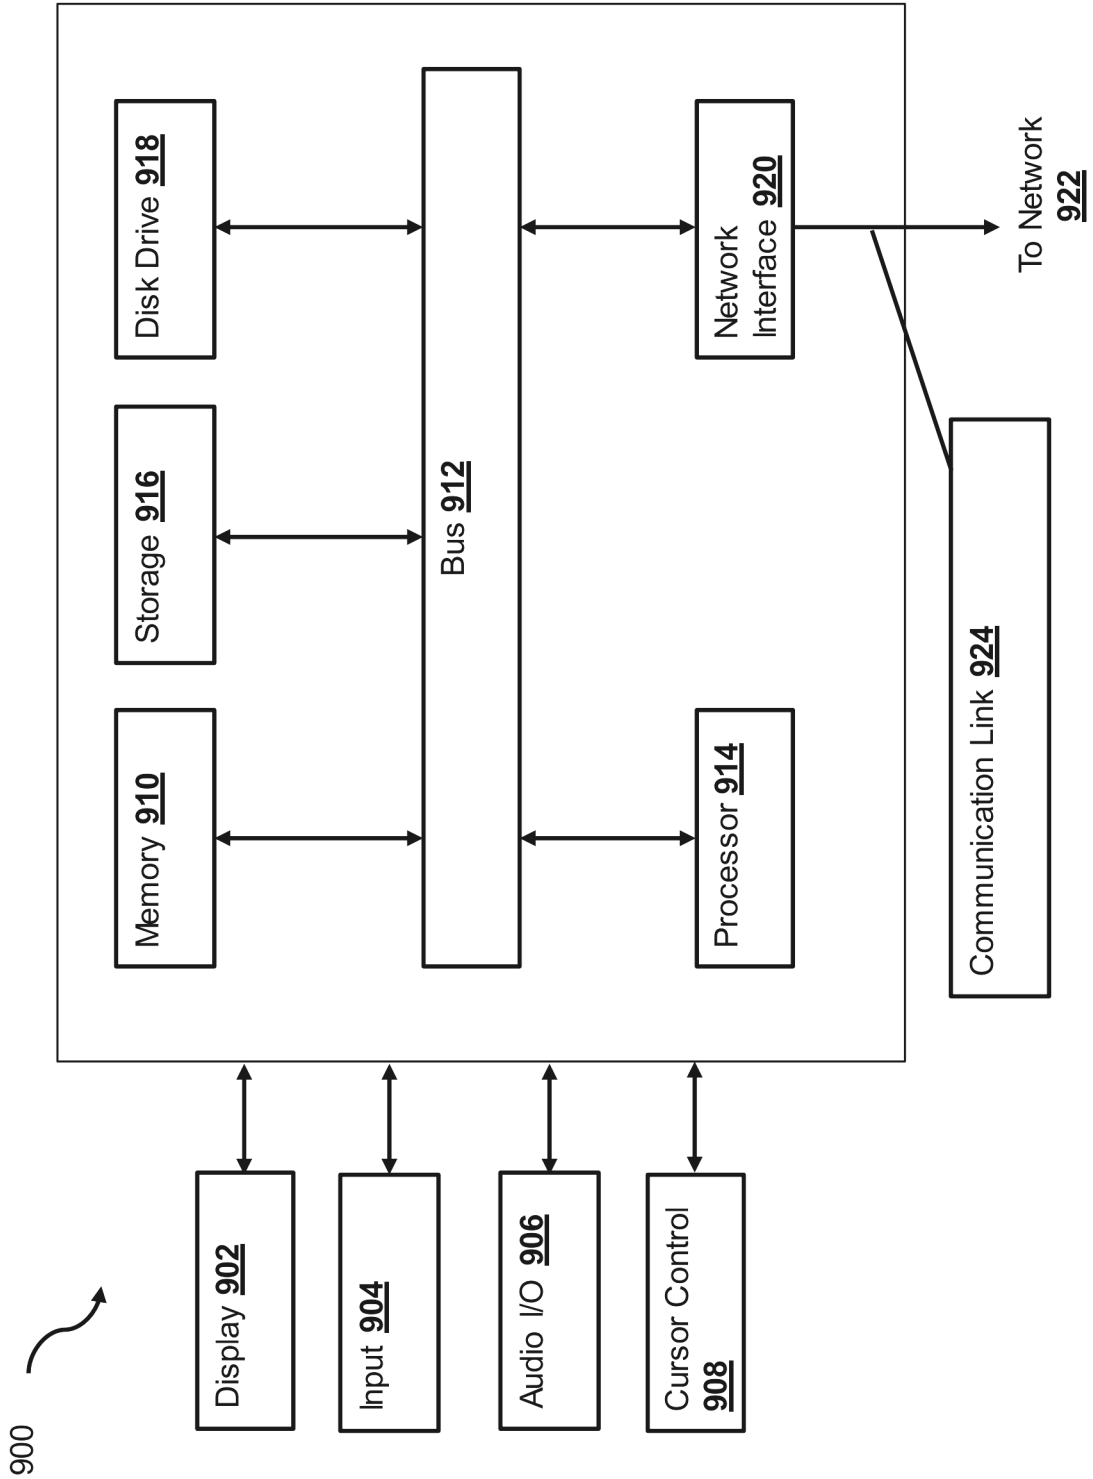 900
Display 902
Input 904
Audio I/O 906
Cursor Control
908
Memory 910
Storage 916
Disk Drive 918
Bus 912
Processor 914
Network
Interface 920
Communication Link 924
To Network
922